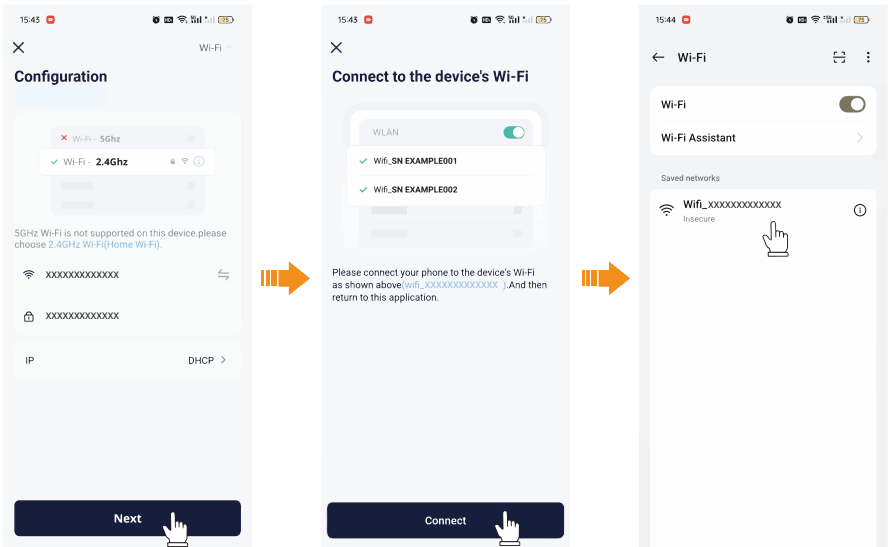 15:43
75
Wi-Fi
Configuration
Wi-Fi - 5Ghz
Wi-Fi - 2.4Ghz
5GHz Wi-Fi is not supported on this device.please
choose 2.4GHz Wi-Fi(Home Wi-Fi).
XXXXXXXXXXXXX
XXXXXXXXXXXXX
IP DHCP >
Next
15:43
75
Connect to the device's Wi-Fi
WLAN
Wifi_SN EXAMPLE001
Wifi_SN EXAMPLE002
Please connect your phone to the device's Wi-Fi
as shown above(wifi_XXXXXXXXXXXXX ).And then
return to this application.
Connect
15:44
75
Wi-Fi
Wi-Fi
Wi-Fi Assistant
Saved networks
Wifi_XXXXXXXXXXXXX
Insecure